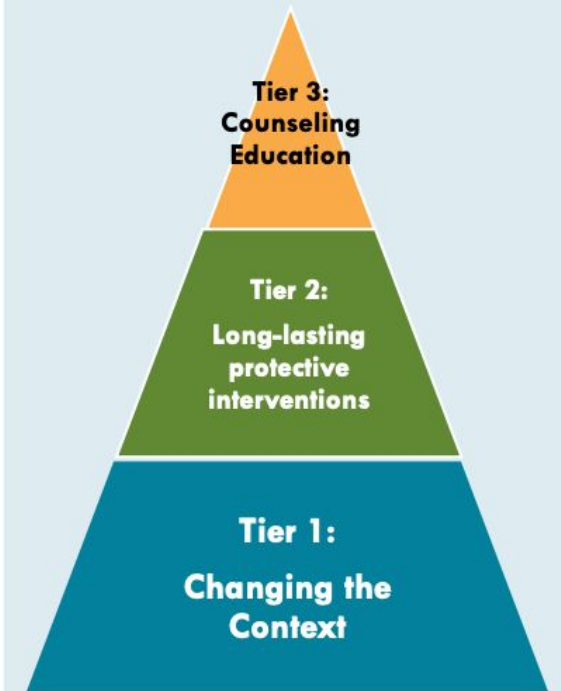 Tier 3:
Counseling
Education
Tier 2:
Long-lasting
protective
interventions
Tier 1:
Changing the
Context